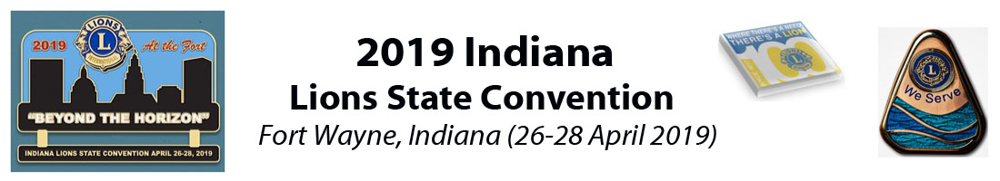 LIONS
L
INTERNATIONAL
2019 At the Fort
"BEYOND THE HORIZON"
INDIANA LIONS STATE CONVENTION APRIL 26-28, 2019
2019 Indiana
Lions State Convention
Fort Wayne, Indiana (26-28 April 2019)
WHERE THERE'S A NEED
THERE'S A LION
L
L
We Serve